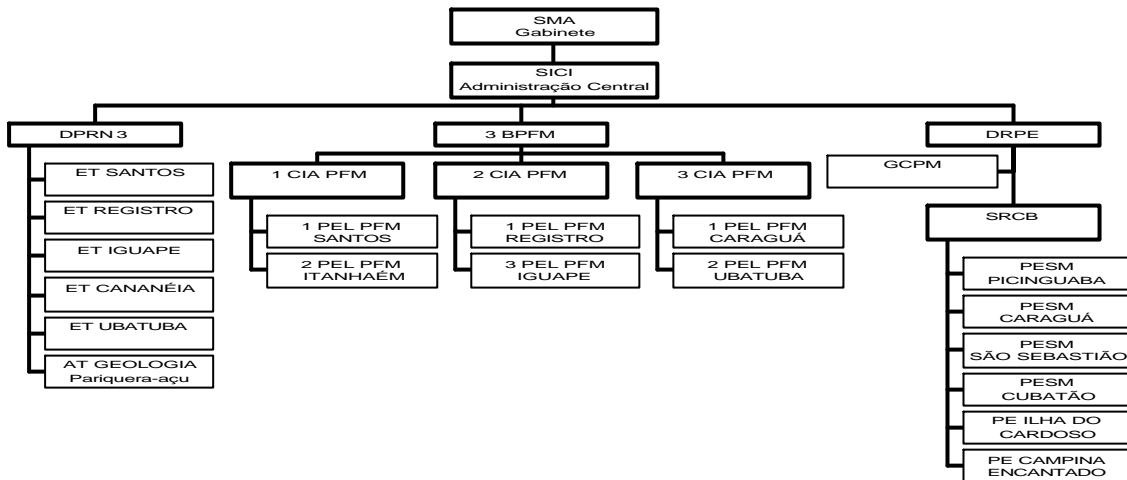 SMA
Gabinete
SICI
Administração Central
DPRN 3
3 BPFM
DRPE
ET SANTOS
ET REGISTRO
ET IGUAPE
ET CANANÉIA
ET UBATUBA
AT GEOLOGIA
Pariquera-açu
1 CIA PFM
2 CIA PFM
3 CIA PFM
1 PEL PFM
SANTOS
2 PEL PFM
ITANHAÉM
1 PEL PFM
REGISTRO
3 PEL PFM
IGUAPE
1 PEL PFM
CARAGUÁ
2 PEL PFM
UBATUBA
GCPM
SRCB
PESM
PICINGUABA
PESM
CARAGUÁ
PESM
SÃO SEBASTIÃO
PESM
CUBATÃO
PE ILHA DO
CARDOSO
PE CAMPINA
ENCANTADO